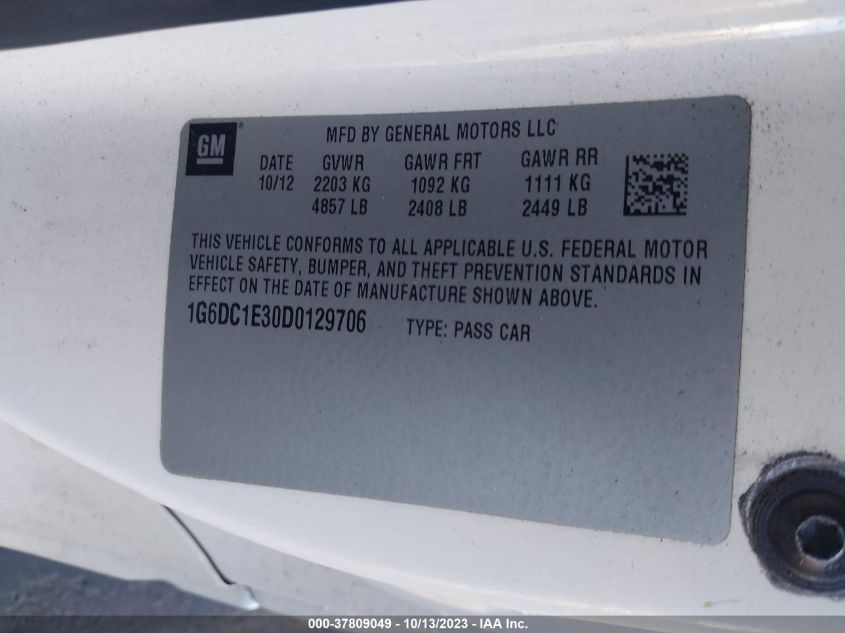 GM
MFD BY GENERAL MOTORS LLC
DATE GVWR GAWR FRT GAWR RR
10/12 2203 KG 1092 KG 1111 KG
4857 LB 2408 LB 2449 LB
THIS VEHICLE CONFORMS TO ALL APPLICABLE U.S. FEDERAL MOTOR
VEHICLE SAFETY, BUMPER, AND THEFT PREVENTION STANDARDS IN
EFFECT ON THE DATE OF MANUFACTURE SHOWN ABOVE.
1G6DC1E30D0129706 TYPE: PASS CAR
000-37809049 - 10/13/2023 - IAA Inc.